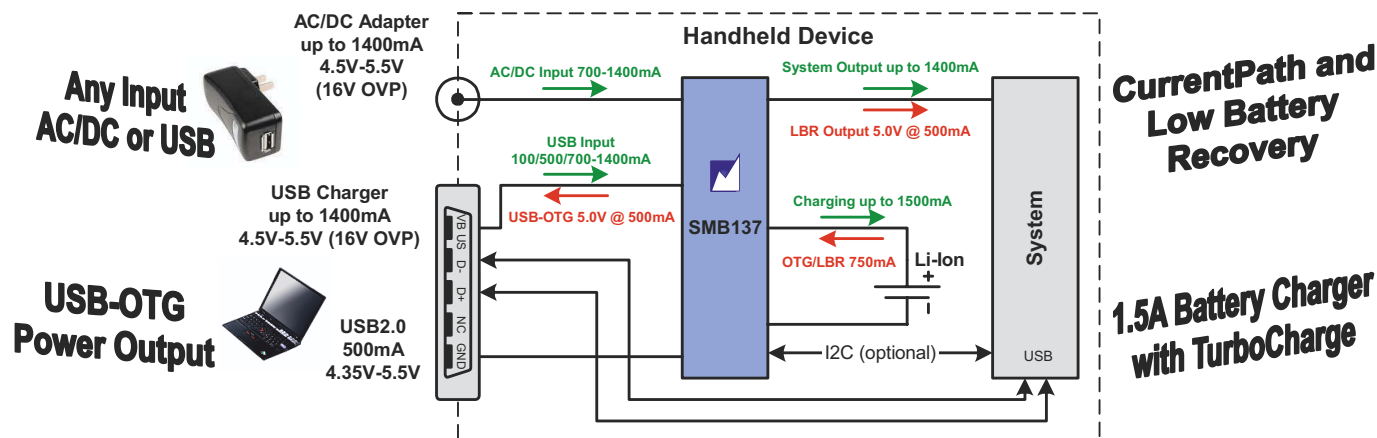 AC/DC Adapter
up to 1400mA
4.5V-5.5V
(16V OVP)
Any Input
AC/DC or USB
USB Charger
up to 1400mA
4.5V-5.5V (16V OVP)
USB-OTG
Power Output
USB2.0
500mA
4.35V-5.5V
Handheld Device
AC/DC Input 700-1400mA
System Output up to 1400mA
LBR Output 5.0V @ 500mA
USB Input
100/500/700-1400mA
USB-OTG 5.0V @ 500mA
VB US
D-
D+
NC
GND
SMB137
Charging up to 1500mA
OTG/LBR 750mA
Li-Ion
+
-
I2C (optional)
System
USB
CurrentPath and
Low Battery
Recovery
1.5A Battery Charger
with TurboCharge